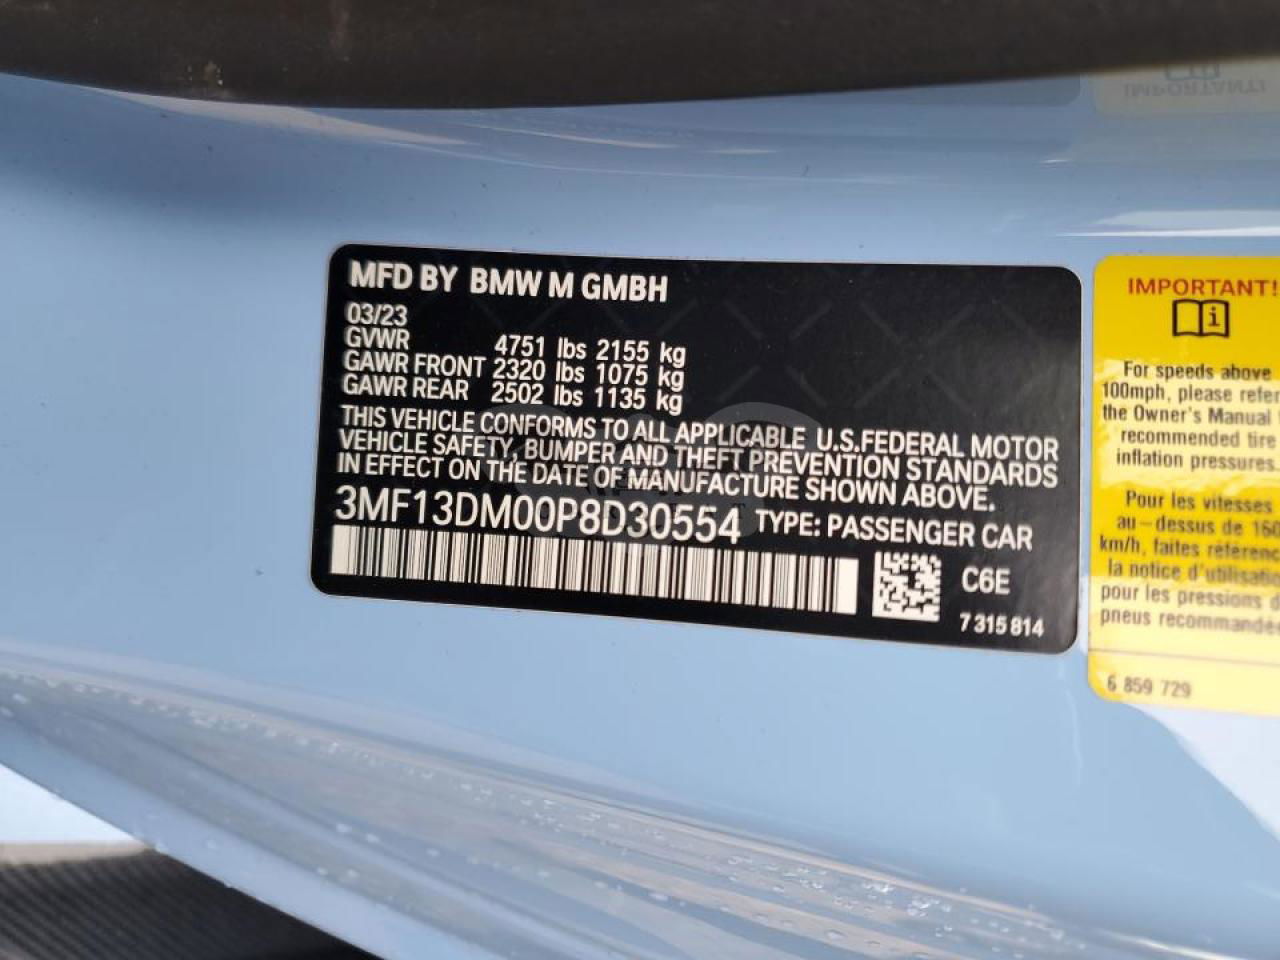 MFD BY BMW M GMBH
03/23
GVWR 4751 lbs 2155 kg
GAWR FRONT 2320 lbs 1075 kg
GAWR REAR 2502 lbs 1135 kg
THIS VEHICLE CONFORMS TO ALL APPLICABLE U.S.FEDERAL MOTOR
VEHICLE SAFETY, BUMPER AND THEFT PREVENTION STANDARDS
IN EFFECT ON THE DATE OF MANUFACTURE SHOWN ABOVE.
3MF13DM00P8D30554 TYPE: PASSENGER CAR
C6E
7 315 814
IMPORTANT!
For speeds above
100mph, please refer
the Owner's Manual
recommended tire
inflation pressures.
Pour les vitesses
au-dessus de 160
km/h, faites
la notice
pour les pressions
pneus
6 859 729